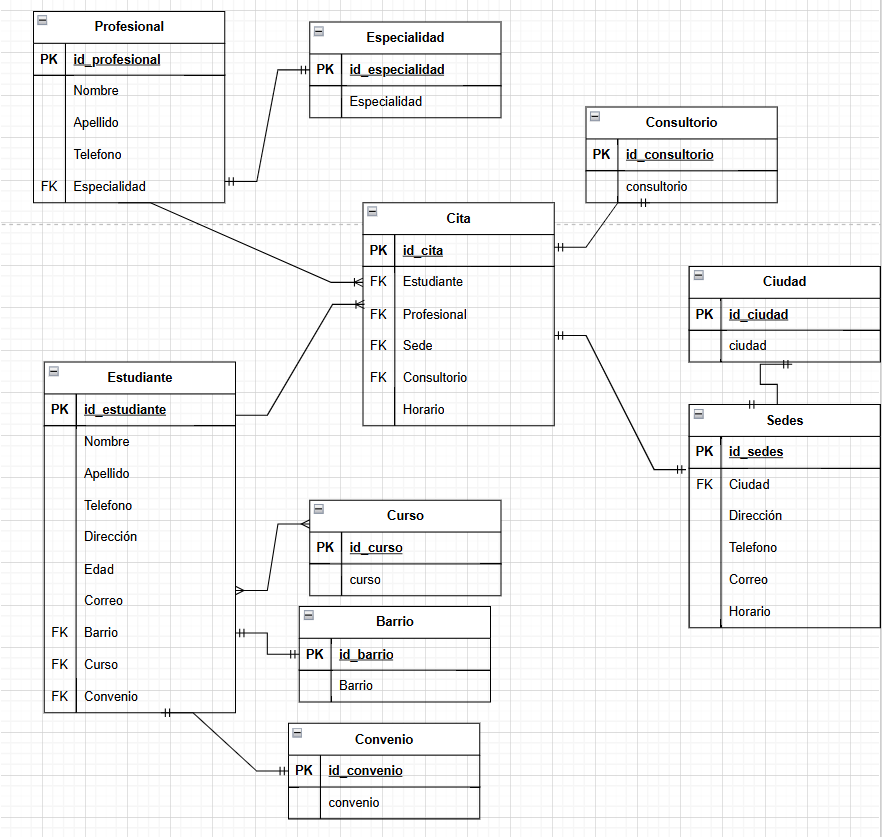 Profesional
PK id_profesional
Nombre
Apellido
Telefono
FK Especialidad
Especialidad
PK id_especialidad
Especialidad
Consultorio
PK id_consultorio
consultorio
Cita
PK id_cita
FK Estudiante
FK Profesional
FK Sede
FK Consultorio
Horario
Ciudad
PK id_ciudad
ciudad
Sedes
PK id_sedes
FK Ciudad
Dirección
Telefono
Correo
Horario
Estudiante
PK id_estudiante
Nombre
Apellido
Telefono
Dirección
Edad
Correo
FK Barrio
FK Curso
FK Convenio
Curso
PK id_curso
curso
Barrio
PK id_barrio
Barrio
Convenio
PK id_convenio
convenio